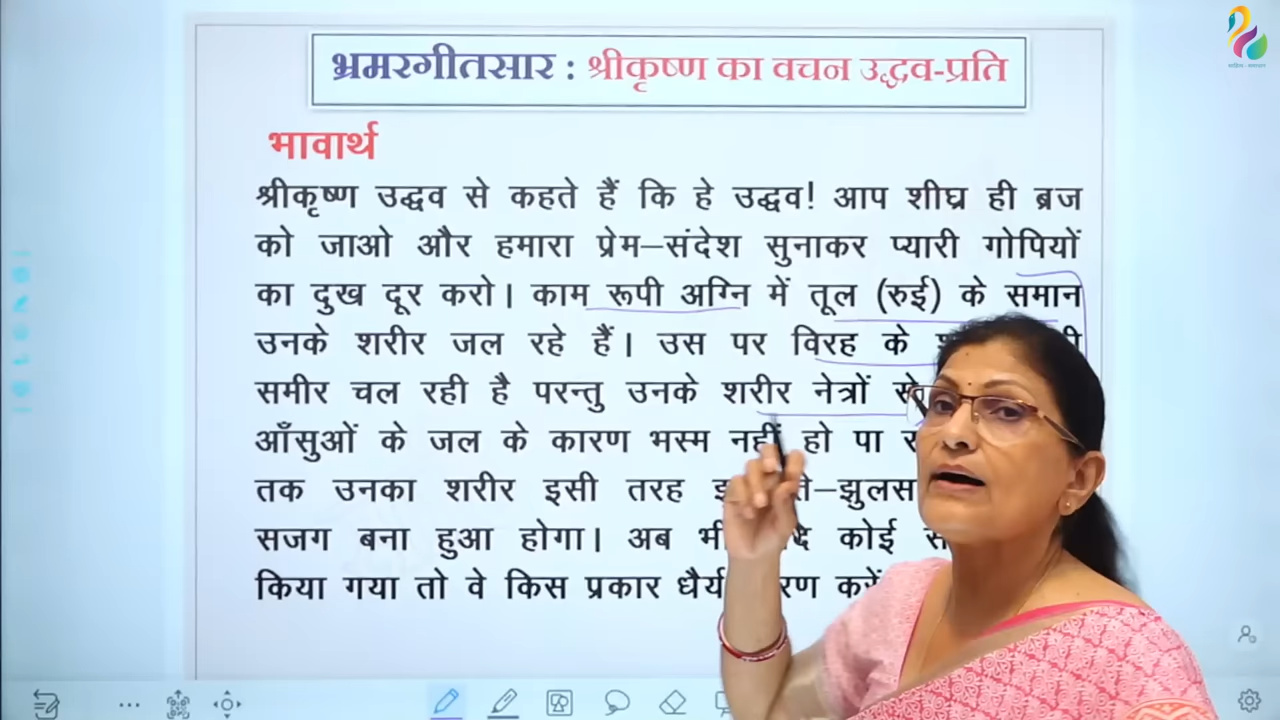 भ्रमरगीतसार : श्रीकृष्ण का वचन उद्धव-प्रति
भावार्थ
श्रीकृष्ण उद्धव से कहते हैं कि हे उद्धव! आप शीघ्र ही ब्रज
को जाओ और हमारा प्रेम–संदेश सुनाकर प्यारी गोपियों
का दुख दूर करो। काम रूपी अग्नि में तूल (रुई) के समान
उनके शरीर जल रहे हैं। उस पर विरह के
समीर चल रही है परन्तु उनके शरीर नेत्रों से
आँसुओं के जल के कारण भस्म नहीं हो पा
तक उनका शरीर इसी तरह
सजग बना हुआ होगा। अब भी कोई
किया गया तो वे किस प्रकार धैर्य करें